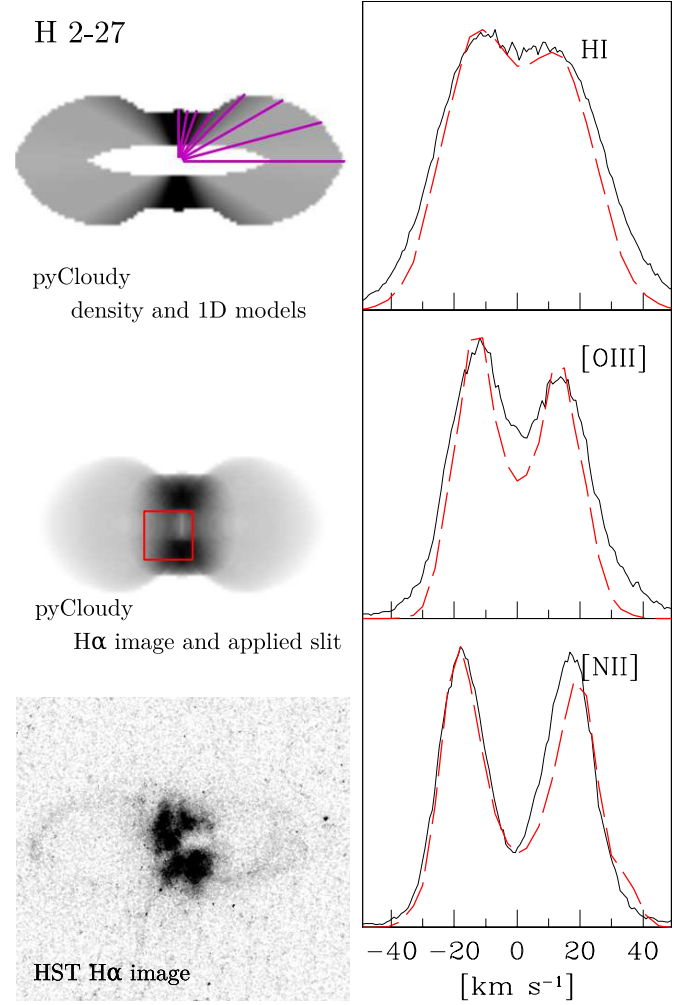 H 2-27
pyCloudy
density and 1D models
pyCloudy
Hα image and applied slit
HST Hα image
HI
[OIII]
[NII]
−40 −20 0 20 40
[km s⁻¹]